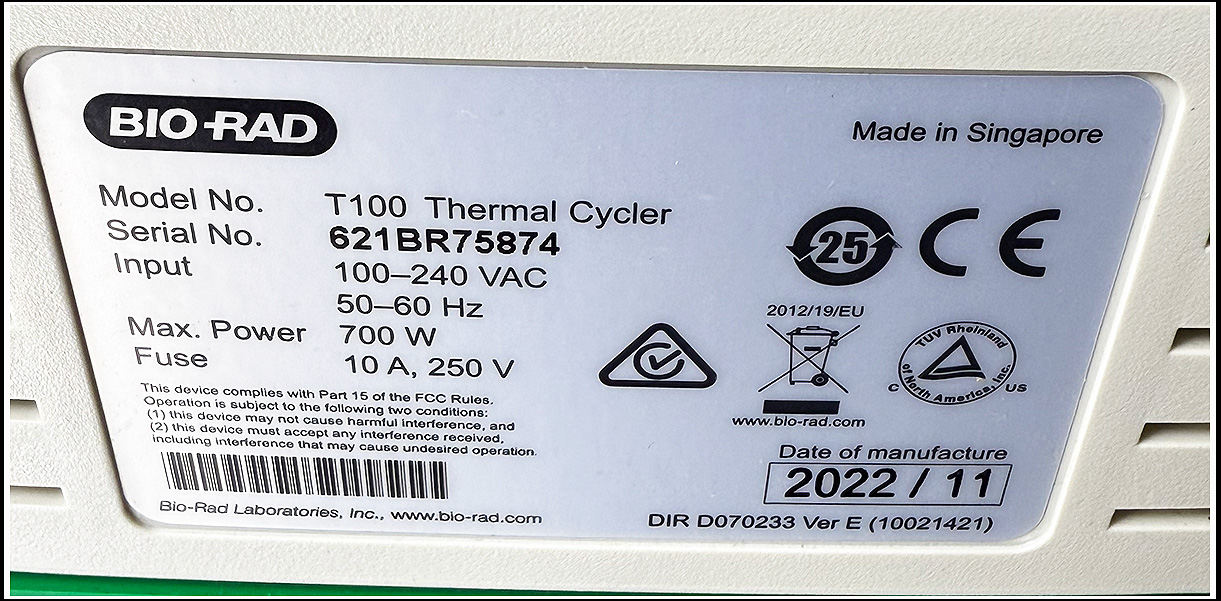 BIO-RAD
Made in Singapore
Model No. T100 Thermal Cycler
Serial No. 621BR75874
Input 100–240 VAC
50–60 Hz
Max. Power 700 W
Fuse 10 A, 250 V
25 CE
2012/19/EU
TUV Rheinland
of North America, Inc.
C US
www.bio-rad.com
This device complies with Part 15 of the FCC Rules.
Operation is subject to the following two conditions:
(1) this device may not cause harmful interference, and
(2) this device must accept any interference received,
including interference that may cause undesired operation.
Bio-Rad Laboratories, Inc., www.bio-rad.com
Date of manufacture
2022 / 11
DIR D070233 Ver E (10021421)